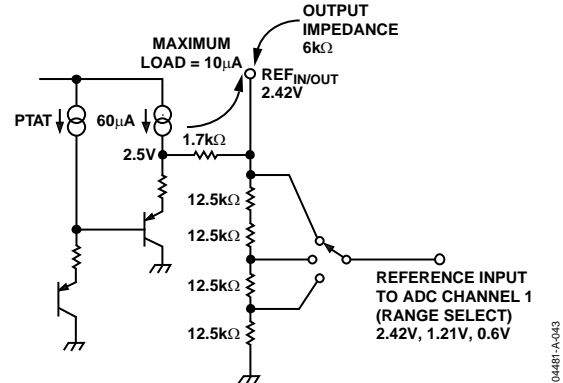 OUTPUT
IMPEDANCE
6kΩ
MAXIMUM
LOAD = 10μA
REFIN/OUT
2.42V
PTAT
60μA
1.7kΩ
2.5V
12.5kΩ
12.5kΩ
12.5kΩ
12.5kΩ
REFERENCE INPUT
TO ADC CHANNEL 1
(RANGE SELECT)
2.42V, 1.21V, 0.6V
04481-A-043